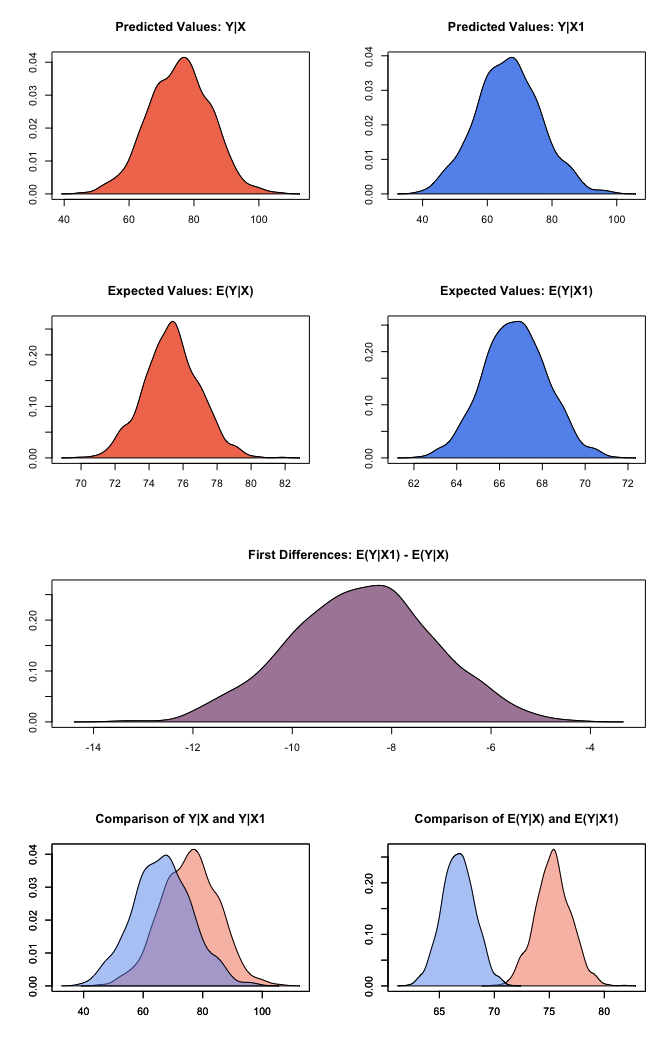 Predicted Values: Y|X
Predicted Values: Y|X1
0.00 0.01 0.02 0.03 0.04
40 60 80 100
0.00 0.01 0.02 0.03 0.04
40 60 80 100
Expected Values: E(Y|X)
Expected Values: E(Y|X1)
0.00 0.10 0.20
70 72 74 76 78 80 82
0.00 0.10 0.20
62 64 66 68 70 72
First Differences: E(Y|X1) - E(Y|X)
0.00 0.10 0.20
-14 -12 -10 -8 -6 -4
Comparison of Y|X and Y|X1
Comparison of E(Y|X) and E(Y|X1)
0.00 0.01 0.02 0.03 0.04
40 60 80 100
0.00 0.10 0.20
65 70 75 80